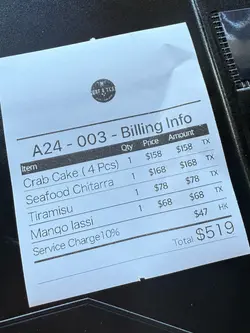 A24 - 003 - Billing Info
Item Qty Price Amount
Crab Cake ( 4 Pcs) 1 $158 $158 TX
Seafood Chitarra 1 $168 $168 TX
Tiramisu 1 $78 $78 TX
Mango lassi 1 $68 $68 TX
Service Charge10% $47 HK
Total $519